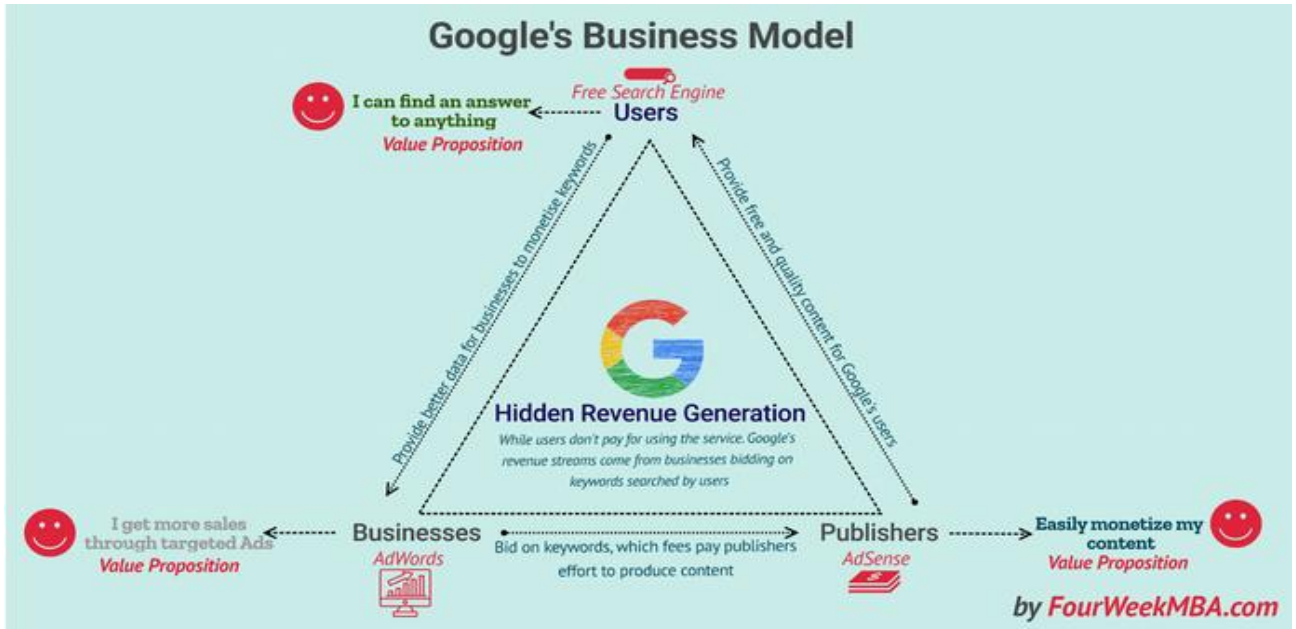 Google's Business Model
Free Search Engine
Users
I can find an answer
to anything
Value Proposition
Provide better data for businesses to monetise keywords
Provide free and quality content for Google's users
G
Hidden Revenue Generation
While users don't pay for using the service. Google's
revenue streams come from businesses bidding on
keywords searched by users
I get more sales
through targeted Ads
Value Proposition
Businesses
AdWords
Bid on keywords, which fees pay publishers
effort to produce content
Publishers
AdSense
$
Easily monetize my
content
Value Proposition
by FourWeekMBA.com